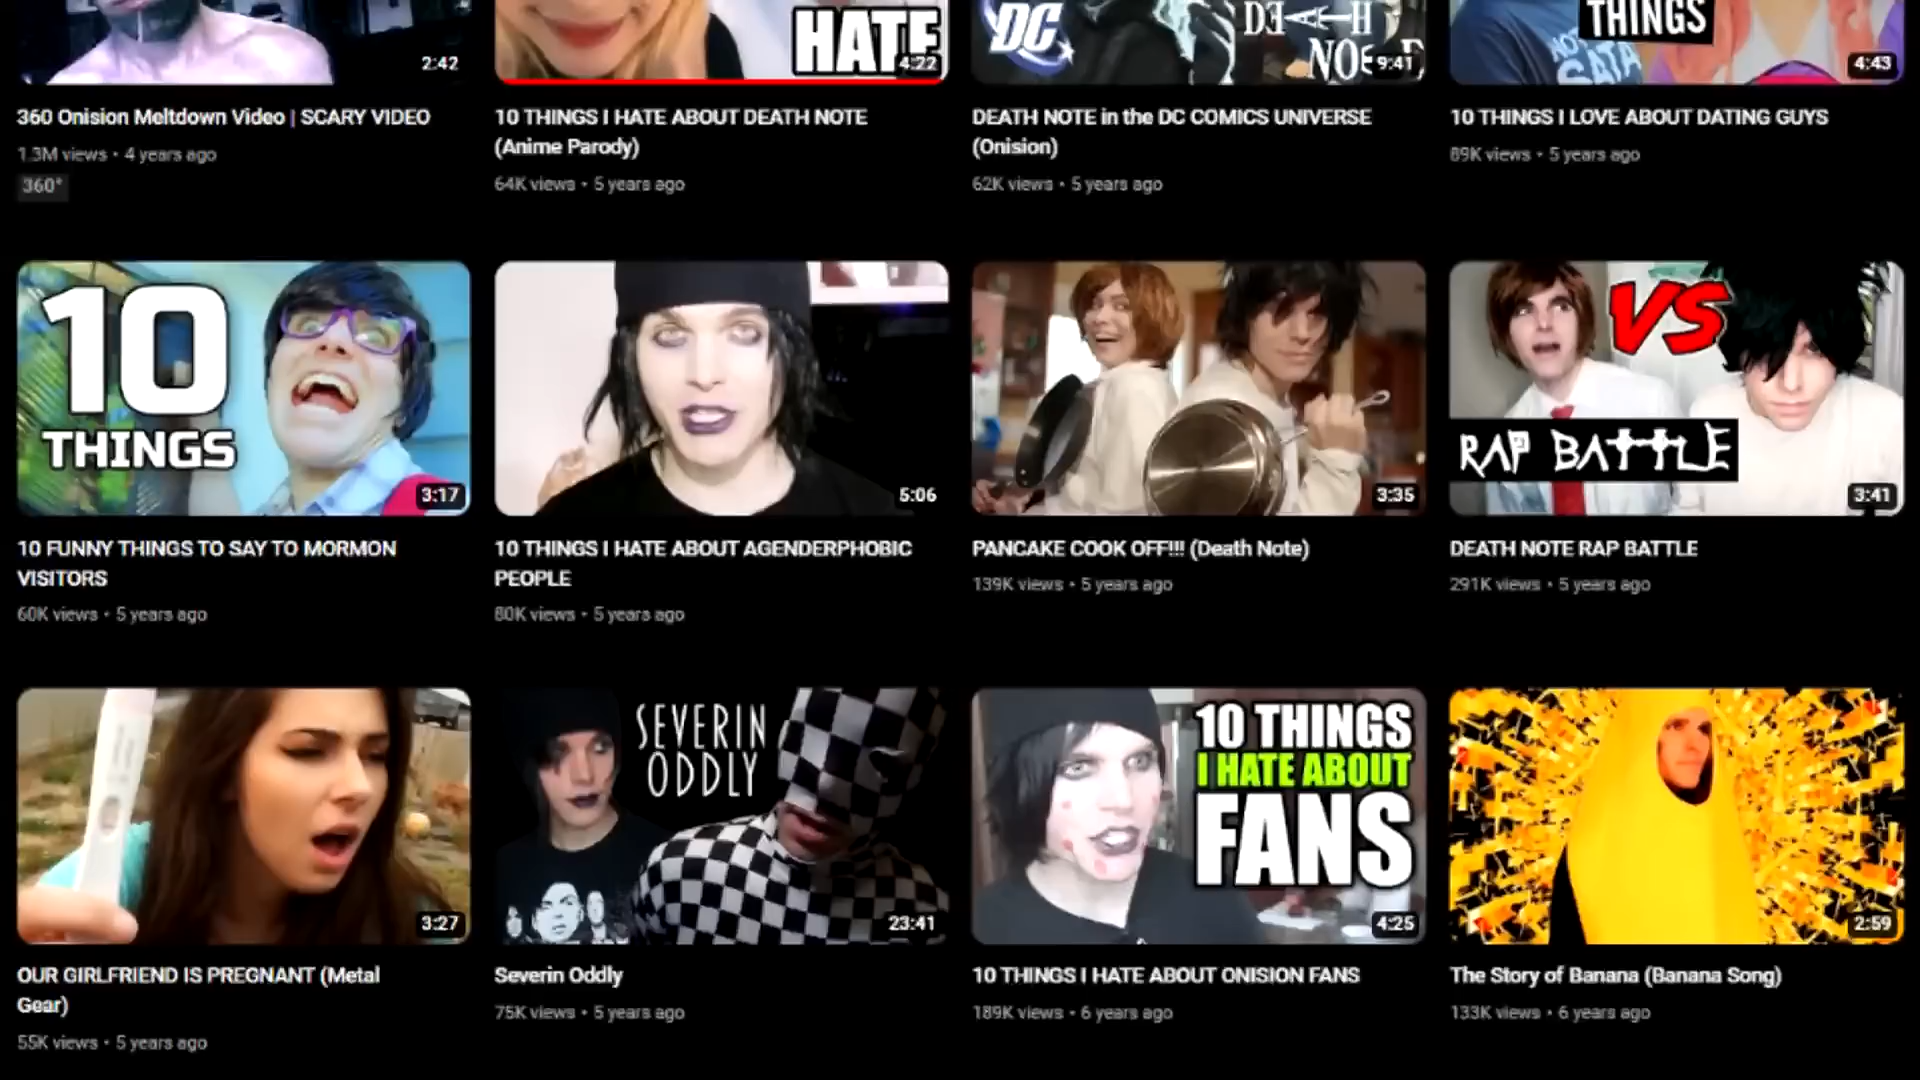 HATE
DC
DEATH
NOTE
THINGS
NOT
SATA
2:42
4:22
9:41
4:43
360 Onision Meltdown Video | SCARY VIDEO
1.3M views • 4 years ago
360°
10 THINGS I HATE ABOUT DEATH NOTE
(Anime Parody)
64K views • 5 years ago
DEATH NOTE in the DC COMICS UNIVERSE
(Onision)
62K views • 5 years ago
10 THINGS I LOVE ABOUT DATING GUYS
89K views • 5 years ago
10
THINGS
3:17
5:06
3:35
VS
RAP BATTLE
3:41
10 FUNNY THINGS TO SAY TO MORMON
VISITORS
60K views • 5 years ago
10 THINGS I HATE ABOUT AGENDERPHOBIC
PEOPLE
80K views • 5 years ago
PANCAKE COOK OFF!!! (Death Note)
139K views • 5 years ago
DEATH NOTE RAP BATTLE
291K views • 5 years ago
3:27
SEVERIN
ODDLY
23:41
10 THINGS
I HATE ABOUT
FANS
4:25
2:59
OUR GIRLFRIEND IS PREGNANT (Metal
Gear)
55K views • 5 years ago
Severin Oddly
75K views • 5 years ago
10 THINGS I HATE ABOUT ONISION FANS
189K views • 6 years ago
The Story of Banana (Banana Song)
133K views • 6 years ago